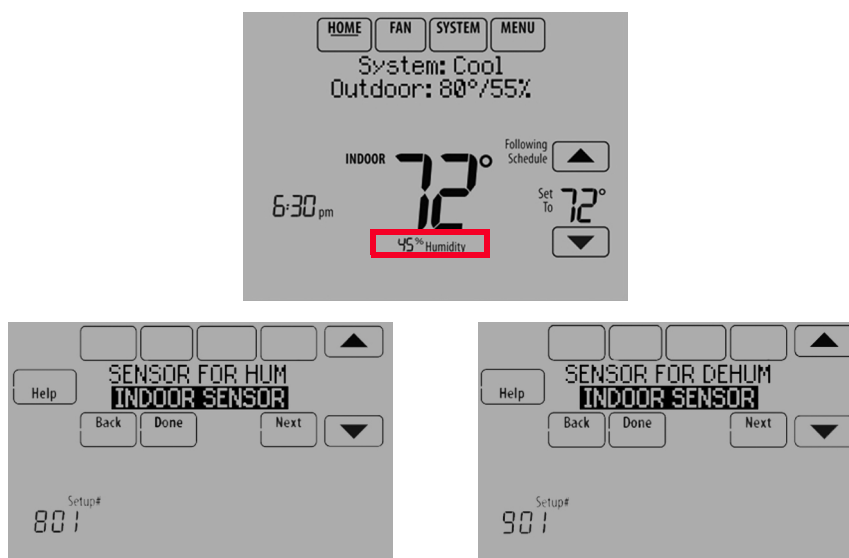 HOME FAN SYSTEM MENU
System: Cool
Outdoor: 80°/55%
Following
Schedule
INDOOR 72°
Set
To 72°
6:30 pm
45% Humidity
SENSOR FOR HUM
Help
INDOOR SENSOR
Back Done Next
Setup#
801
SENSOR FOR DEHUM
Help
INDOOR SENSOR
Back Done Next
Setup#
901